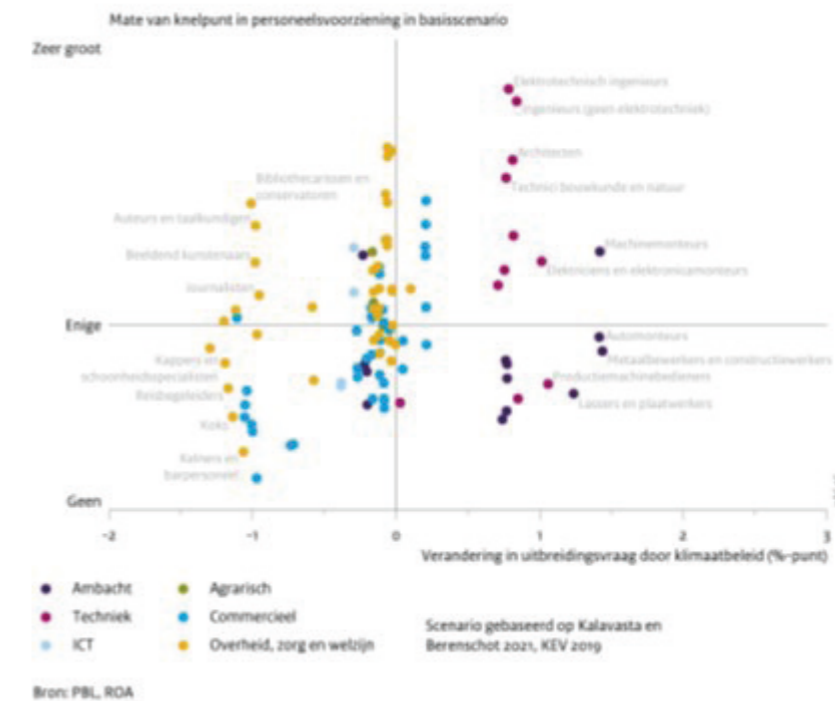 Mate van knelpunt in personeelsvoorziening in basisscenario
Zeer groot
Elektrotechnisch ingenieurs
Ingenieurs (geen elektrotechniek)
Architecten
Technici bouwkunde en natuur
Bibliothecarissen en
conservatoren
Auteurs en taalkundigen
Beeldend kunstenaars
Journalisten
Machinemonteurs
Elektriciens en elektronicamonteurs
Enige
Automonteurs
Metaalbewerkers en constructiewerkers
Productiemachinebedieners
Lassers en plaatwerkers
Kappers en
schoonheidsspecialisten
Reisbegeleiders
Koks
Kelners en
barpersoneel
Geen
-2 -1 0 1 2 3
Verandering in uitbreidingsvraag door klimaatbeleid (%-punt)
Ambacht
Techniek
ICT
Agrarisch
Commercieel
Overheid, zorg en welzijn
Scenario gebaseerd op Kalavasta en
Berenschot 2021, KEV 2019
Bron: PBL, ROA